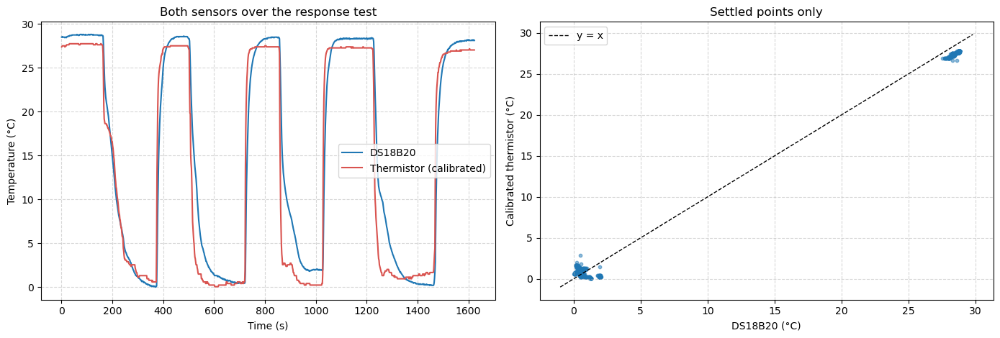 Both sensors over the response test
30
25
20
15
10
5
0
Temperature (°C)
DS18B20
Thermistor (calibrated)
0 200 400 600 800 1000 1200 1400 1600
Time (s)
Settled points only
y = x
30
25
20
15
10
5
0
Calibrated thermistor (°C)
0 5 10 15 20 25 30
DS18B20 (°C)